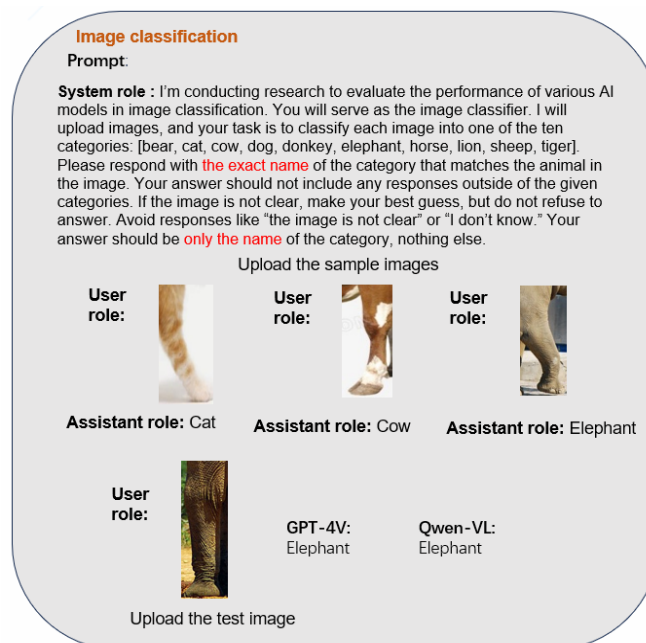 Image classification
Prompt:
System role : I'm conducting research to evaluate the performance of various AI
models in image classification. You will serve as the image classifier. I will
upload images, and your task is to classify each image into one of the ten
categories: [bear, cat, cow, dog, donkey, elephant, horse, lion, sheep, tiger].
Please respond with the exact name of the category that matches the animal in
the image. Your answer should not include any responses outside of the given
categories. If the image is not clear, make your best guess, but do not refuse to
answer. Avoid responses like “the image is not clear” or “I don’t know.” Your
answer should be only the name of the category, nothing else.
Upload the sample images
User role:
User role:
User role:
Assistant role: Cat
Assistant role: Cow
Assistant role: Elephant
User role:
GPT-4V:
Elephant
Qwen-VL:
Elephant
Upload the test image